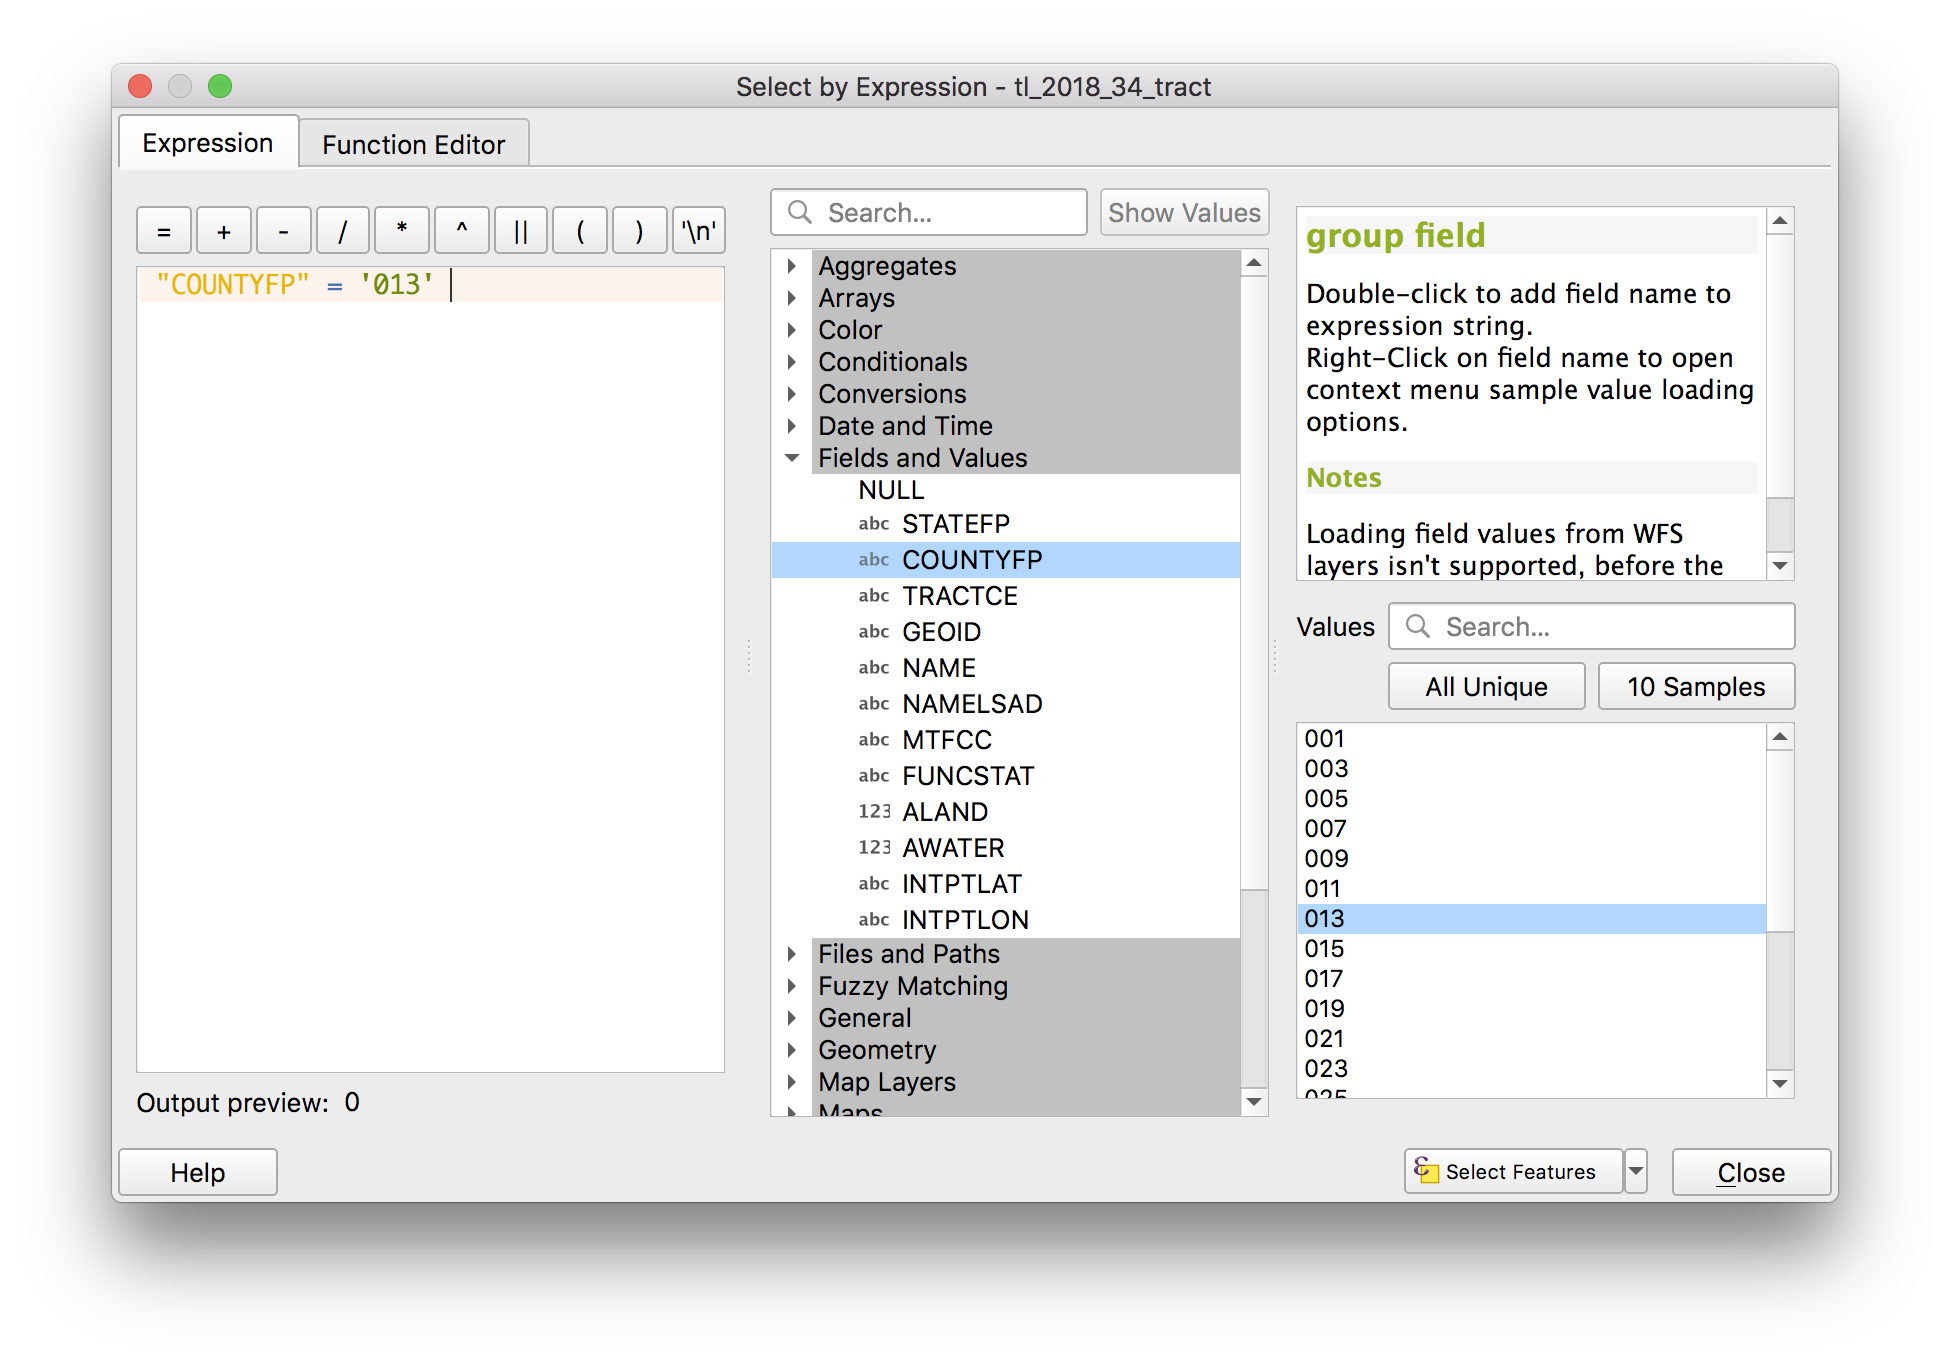 Select by Expression - tl_2018_34_tract
Expression
Function Editor
= + - / * ^ || ( ) '\n'
"COUNTYFP" = '013'
Output preview: 0
Search...
Show Values
Aggregates
Arrays
Color
Conditionals
Conversions
Date and Time
Fields and Values
NULL
abc STATEFP
abc COUNTYFP
abc TRACTCE
abc GEOID
abc NAME
abc NAMELSAD
abc MTFCC
abc FUNCSTAT
123 ALAND
123 AWATER
abc INTPTLAT
abc INTPTLON
Files and Paths
Fuzzy Matching
General
Geometry
Map Layers
Maps
group field
Double-click to add field name to
expression string.
Right-Click on field name to open
context menu sample value loading
options.
Notes
Loading field values from WFS
layers isn't supported, before the
Values
Search...
All Unique
10 Samples
001
003
005
007
009
011
013
015
017
019
021
023
025
Help
Select Features
Close